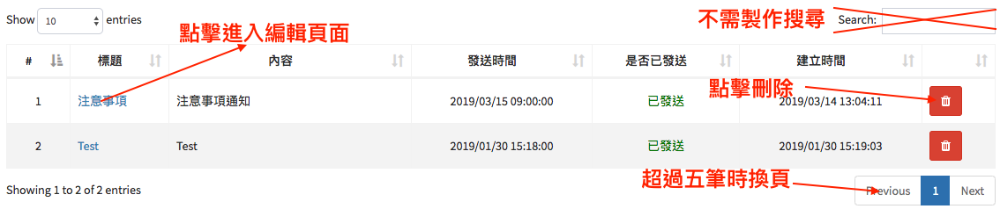 Show 10 entries
點擊進入編輯頁面
不需製作搜尋
Search:
# 標題 內容 發送時間 是否已發送 建立時間
點擊刪除
1 注意事項 注意事項通知 2019/03/15 09:00:00 已發送 2019/03/14 13:04:11
2 Test Test 2019/01/30 15:18:00 已發送 2019/01/30 15:19:03
超過五筆時換頁
Showing 1 to 2 of 2 entries
Previous 1 Next